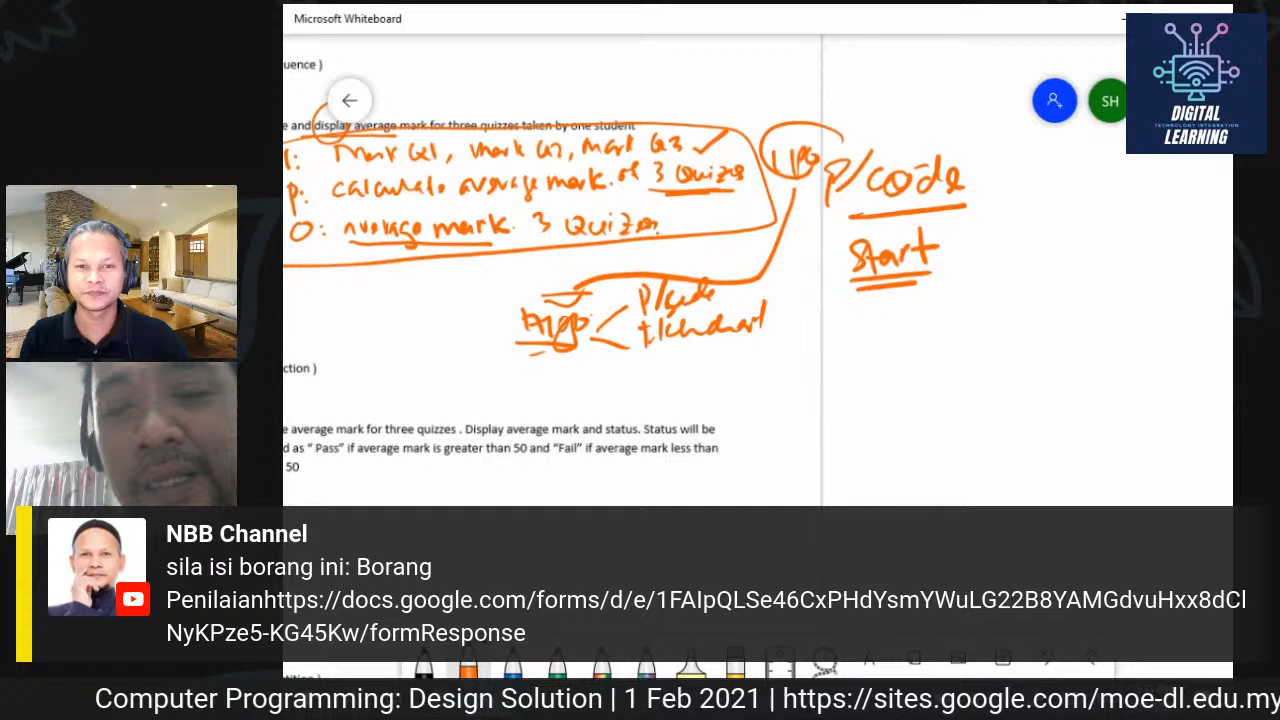 Microsoft Whiteboard
uence )
e and display average mark for three quizzes taken by one student
I: mark Q1, mark Q2, mark Q3
P: calculate average mark of 3 Quizes
O: average mark 3 Quizes.
IPO
P/code
Start
Algo
P/code
flowchart
SH
DIGITAL
TECHNOLOGY INTEGRATION
LEARNING
ction )
e average mark for three quizzes . Display average mark and status. Status will be
d as “ Pass” if average mark is greater than 50 and “Fail” if average mark less than
50
NBB Channel
sila isi borang ini: Borang
Penilaianhttps://docs.google.com/forms/d/e/1FAIpQLSe46CxPHdYsmYWuLG22B8YAMGdvuHxx8dCl
NyKPze5-KG45Kw/formResponse
Computer Programming: Design Solution | 1 Feb 2021 | https://sites.google.com/moe-dl.edu.my